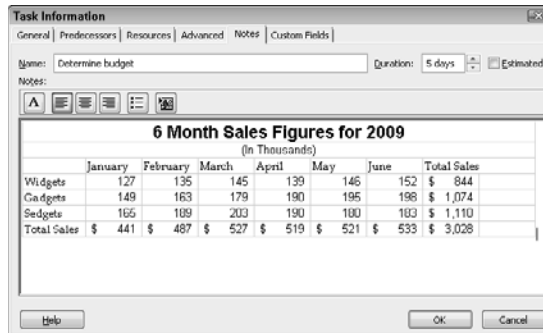 Task Information
General Predecessors Resources Advanced Notes Custom Fields
Name: Determine budget Duration: 5 days Estimated
Notes:
A
6 Month Sales Figures for 2009
(In Thousands)
January February March April May June Total Sales
Widgets 127 135 145 139 146 152 $ 844
Gadgets 149 163 179 190 195 198 $ 1,074
Sedgets 165 189 203 190 180 183 $ 1,110
Total Sales $ 441 $ 487 $ 527 $ 519 $ 521 $ 533 $ 3,028
Help OK Cancel